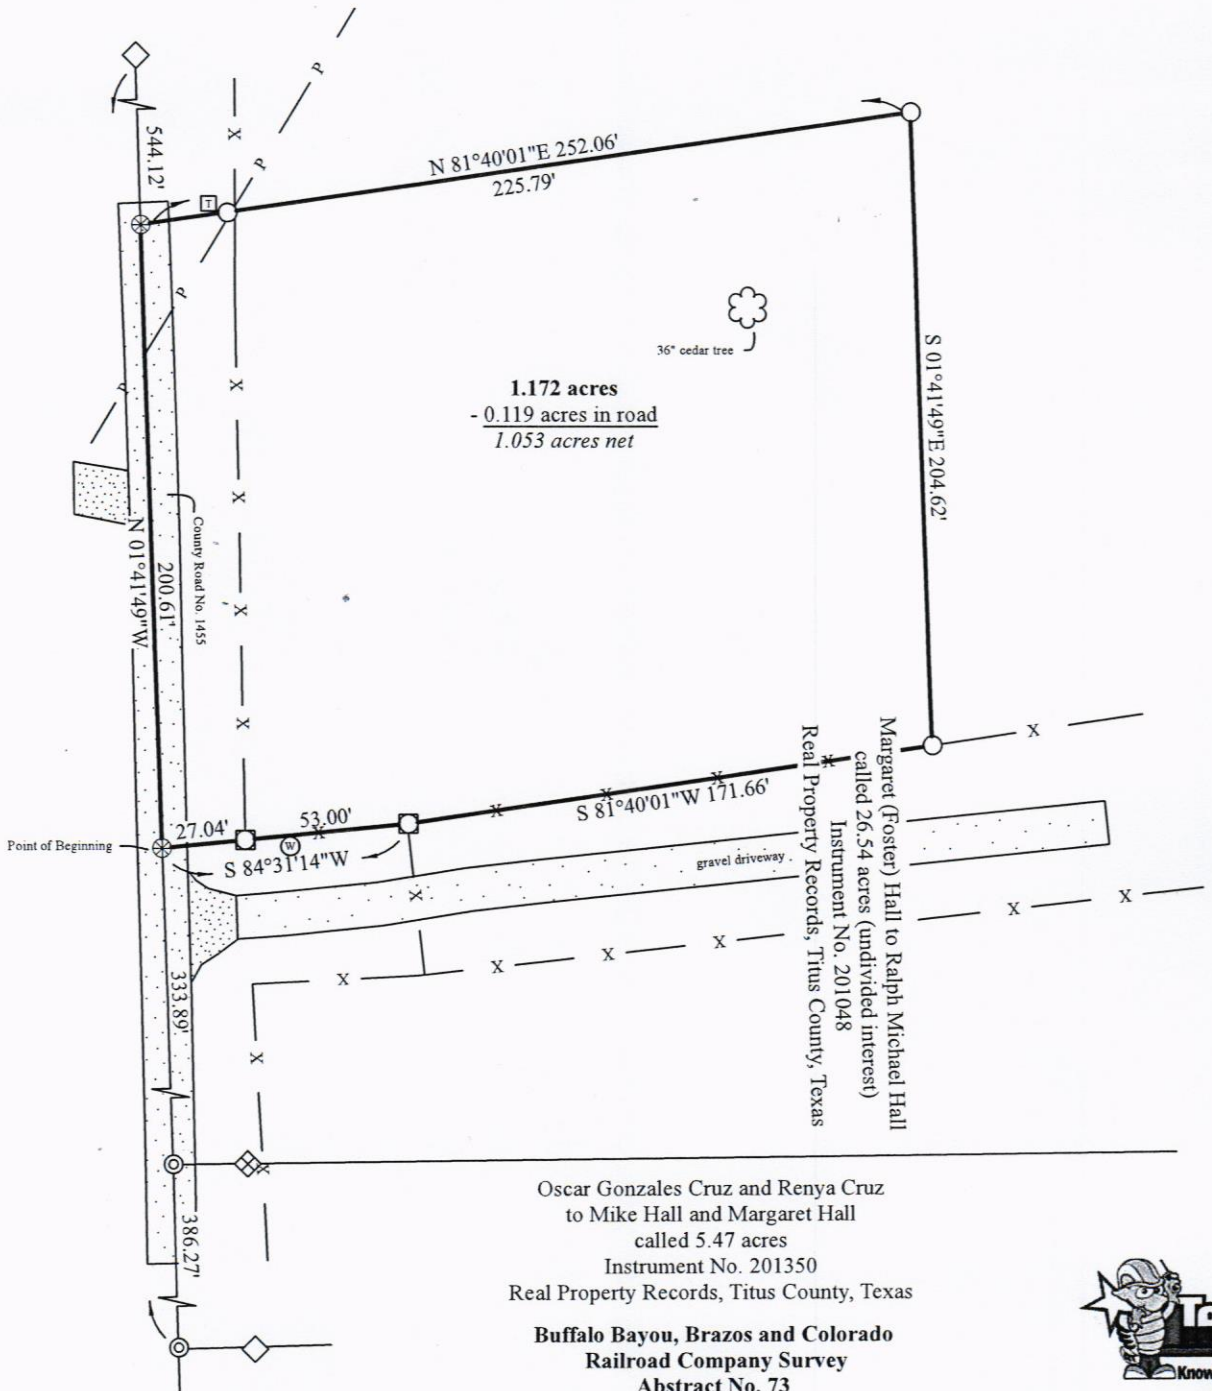 P
544.12'
X
P
T
N 81°40'01"E 252.06'
225.79'
P
36" cedar tree
1.172 acres
- 0.119 acres in road
1.053 acres net
S 01°41'49"E 204.62'
P
X
X
County Road No. 1455
N 01°41'49"W
200.61'
X
X
X
Margaret (Foster) Hall to Ralph Michael Hall
called 26.54 acres (undivided interest)
Instrument No. 201048
Real Property Records, Titus County, Texas
X
X
X
S 81°40'01"W 171.66'
X
Point of Beginning
27.04'
53.00'
X
W
S 84°31'14"W
gravel driveway
X
X
X
X
X
X
X
333.89'
X
X
386.27'
Oscar Gonzales Cruz and Renya Cruz
to Mike Hall and Margaret Hall
called 5.47 acres
Instrument No. 201350
Real Property Records, Titus County, Texas
Buffalo Bayou, Brazos and Colorado
Railroad Company Survey
Abstract No. 73
Know